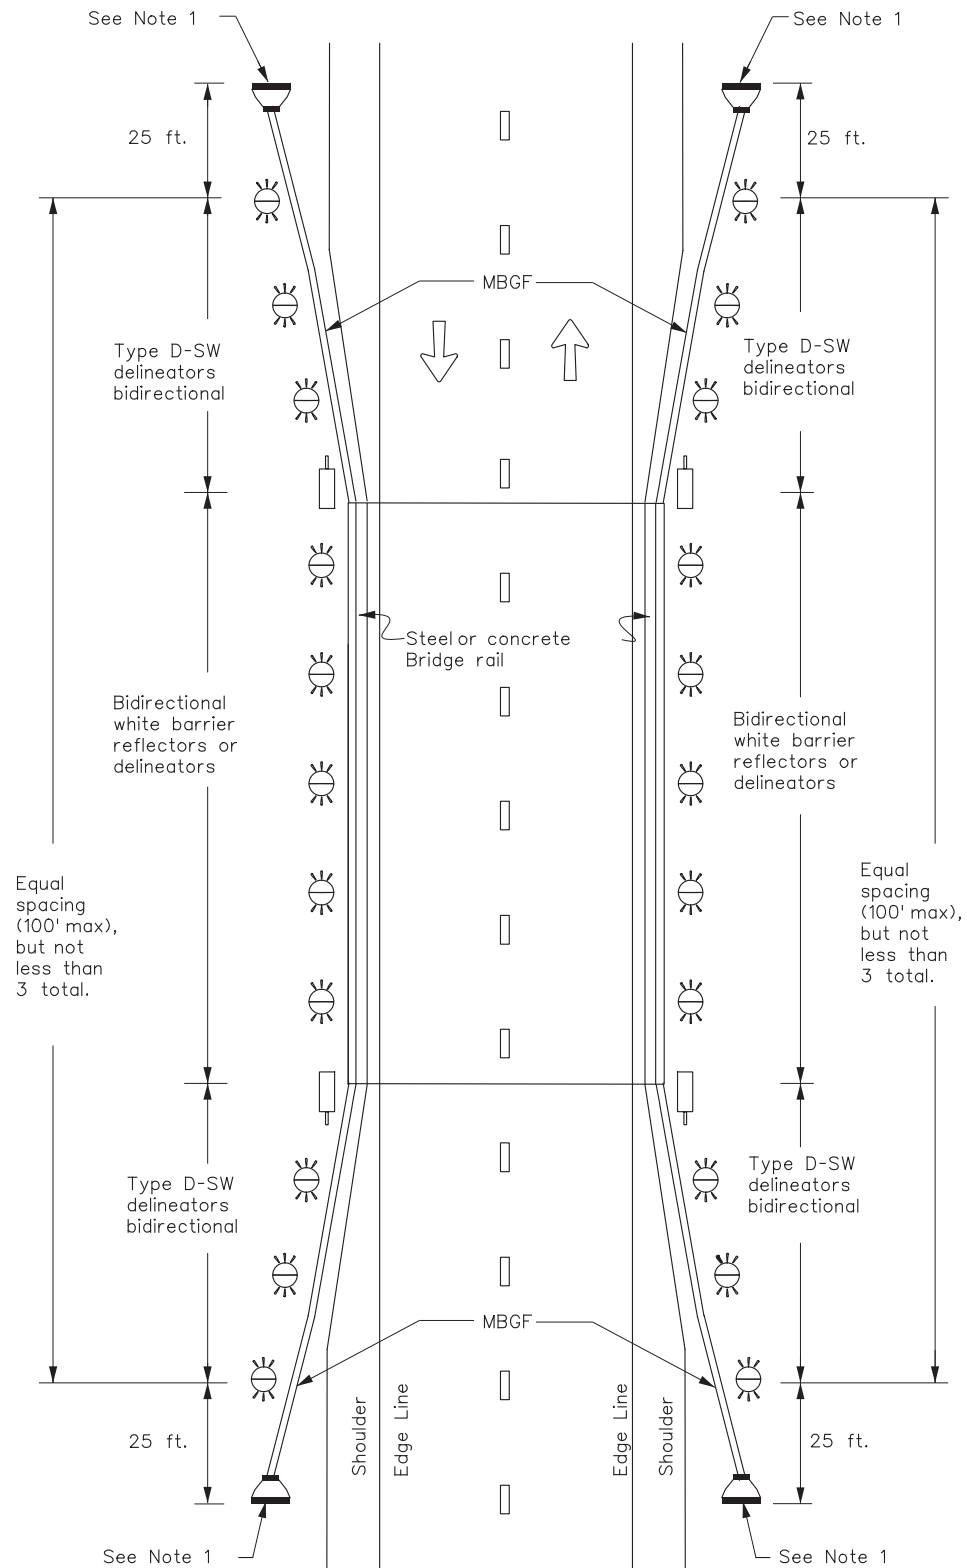 See Note 1
See Note 1
25 ft.
25 ft.
MBGF
Type D-SW
delineators
bidirectional
Type D-SW
delineators
bidirectional
Steel or concrete
Bridge rail
Bidirectional
white barrier
reflectors or
delineators
Bidirectional
white barrier
reflectors or
delineators
Equal
spacing
(100' max),
but not
less than
3 total.
Equal
spacing
(100' max),
but not
less than
3 total.
Type D-SW
delineators
bidirectional
Type D-SW
delineators
bidirectional
MBGF
Shoulder
Edge Line
Edge Line
Shoulder
25 ft.
25 ft.
See Note 1
See Note 1